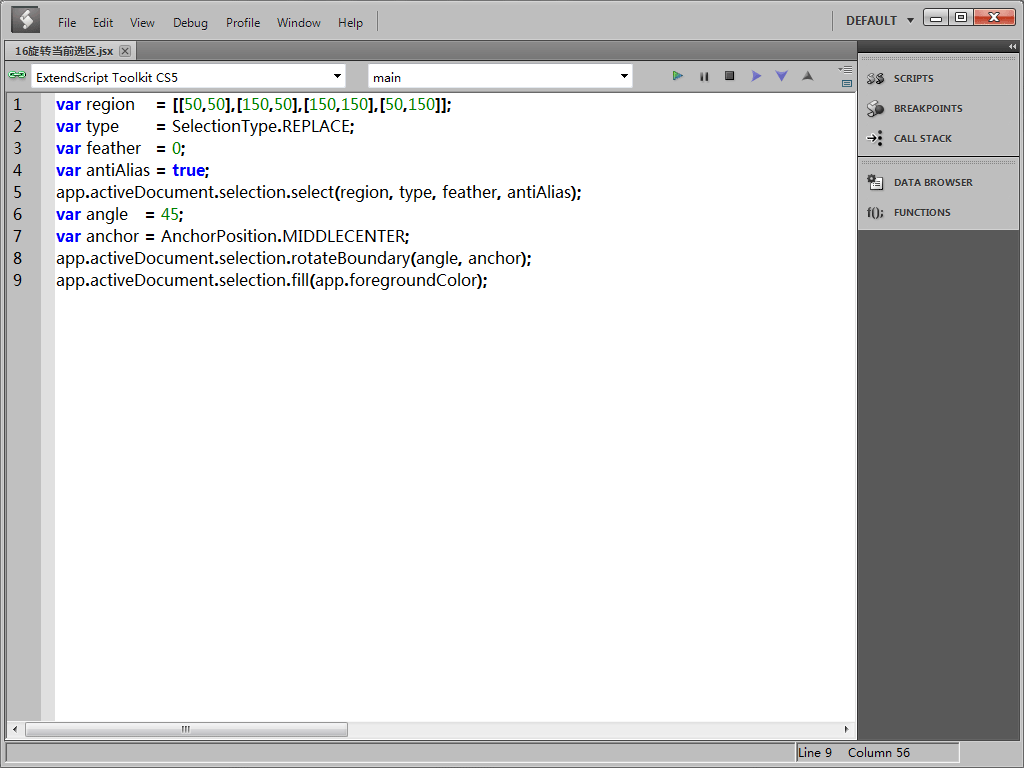 File Edit View Debug Profile Window Help DEFAULT
16旋转当前选区.jsx
ExtendScript Toolkit CS5 main
1 var region = [[50,50],[150,50],[150,150],[50,150]];
2 var type = SelectionType.REPLACE;
3 var feather = 0;
4 var antiAlias = true;
5 app.activeDocument.selection.select(region, type, feather, antiAlias);
6 var angle = 45;
7 var anchor = AnchorPosition.MIDDLECENTER;
8 app.activeDocument.selection.rotateBoundary(angle, anchor);
9 app.activeDocument.selection.fill(app.foregroundColor);
SCRIPTS
BREAKPOINTS
CALL STACK
DATA BROWSER
f(); FUNCTIONS
Line 9 Column 56